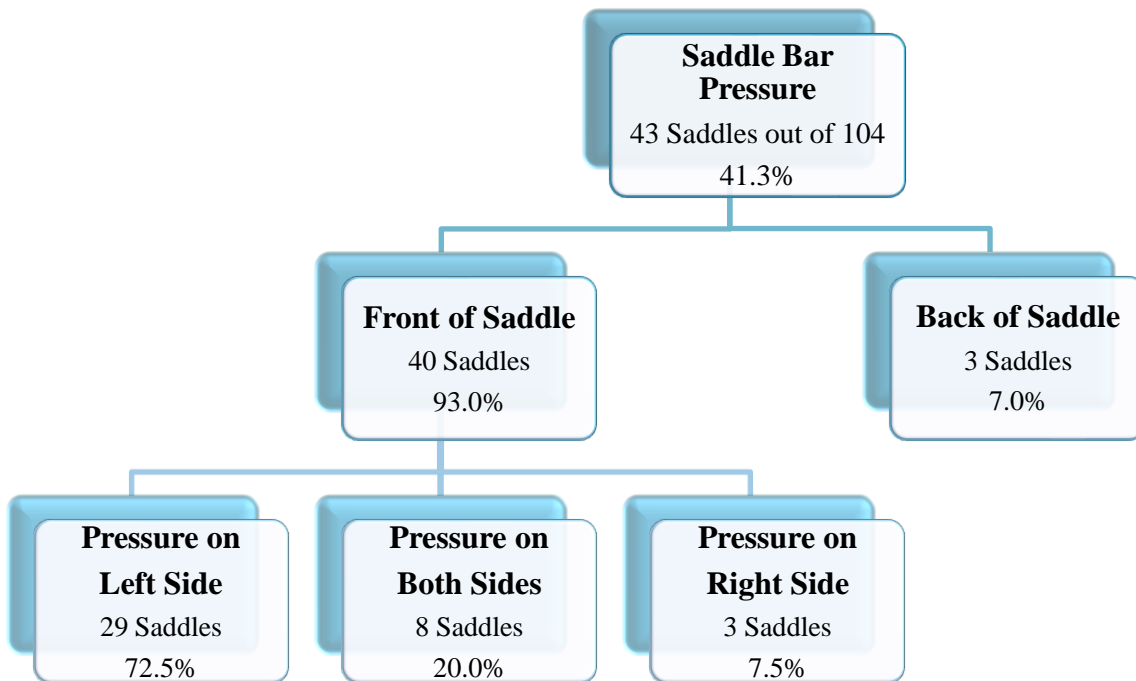 Saddle Bar
Pressure
43 Saddles out of 104
41.3%
Front of Saddle
40 Saddles
93.0%
Back of Saddle
3 Saddles
7.0%
Pressure on
Left Side
29 Saddles
72.5%
Pressure on
Both Sides
8 Saddles
20.0%
Pressure on
Right Side
3 Saddles
7.5%